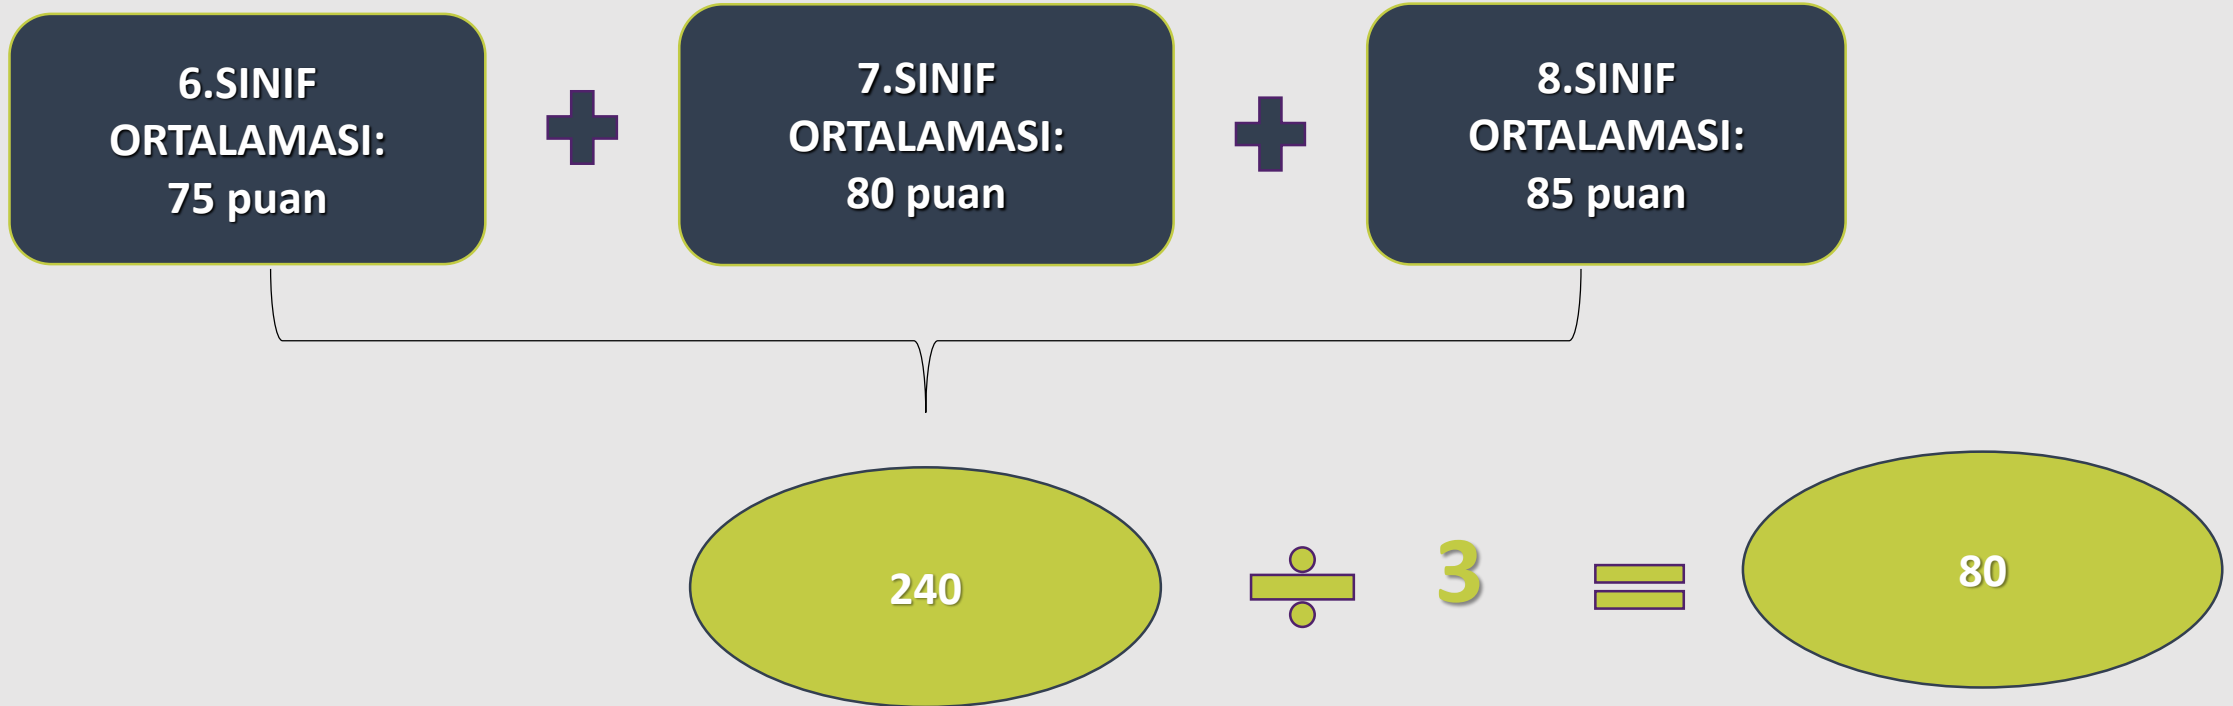 6.SINIF
ORTALAMASI:
75 puan
7.SINIF
ORTALAMASI:
80 puan
8.SINIF
ORTALAMASI:
85 puan
240
3
80